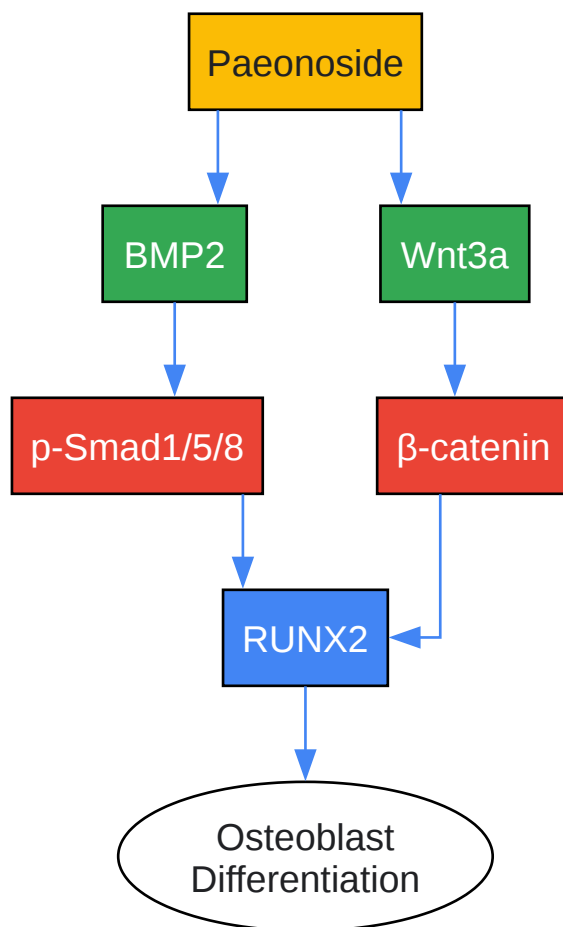 Paeonoside
BMP2
Wnt3a
p-Smad1/5/8
β-catenin
RUNX2
Osteoblast
Differentiation